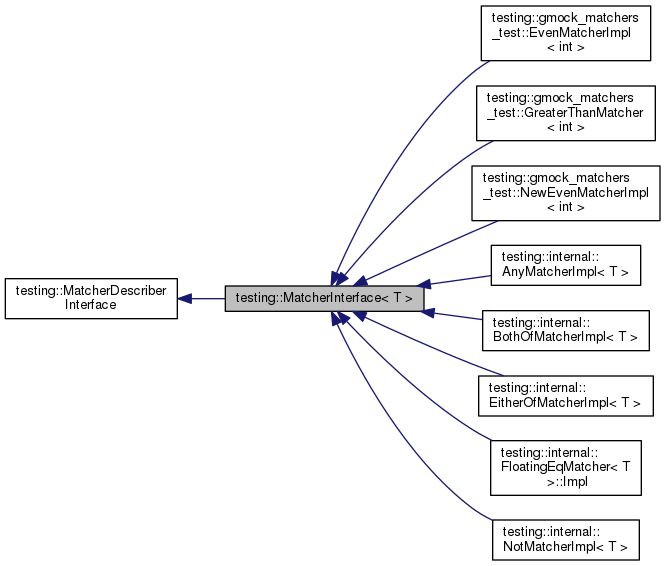 testing::gmock_matchers
_test::EvenMatcherImpl
< int >
testing::gmock_matchers
_test::GreaterThanMatcher
< int >
testing::gmock_matchers
_test::NewEvenMatcherImpl
< int >
testing::internal::
AnyMatcherImpl< T >
testing::MatcherDescriber
Interface
testing::MatcherInterface< T >
testing::internal::
BothOfMatcherImpl< T >
testing::internal::
EitherOfMatcherImpl< T >
testing::internal::
FloatingEqMatcher< T
>::Impl
testing::internal::
NotMatcherImpl< T >